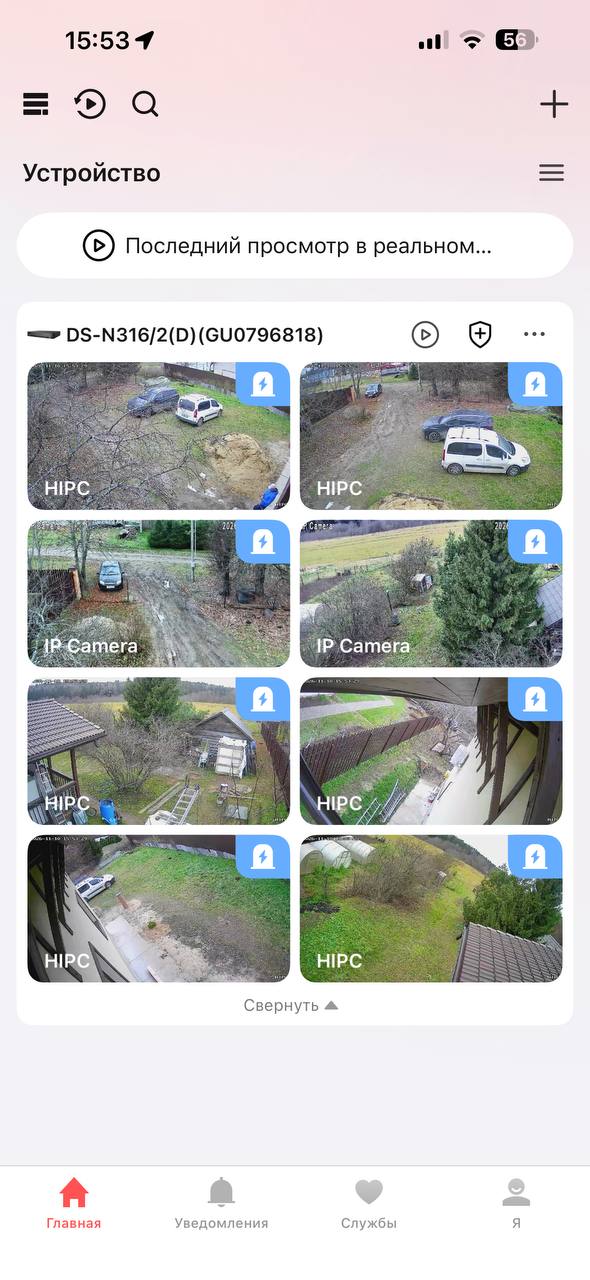 15:53
56
Устройство
Последний просмотр в реальном...
DS-N316/2(D)(GU0796818)
HIPC
HIPC
IP Camera
IP Camera
HIPC
HIPC
HIPC
HIPC
Свернуть
Главная
Уведомления
Службы
Я